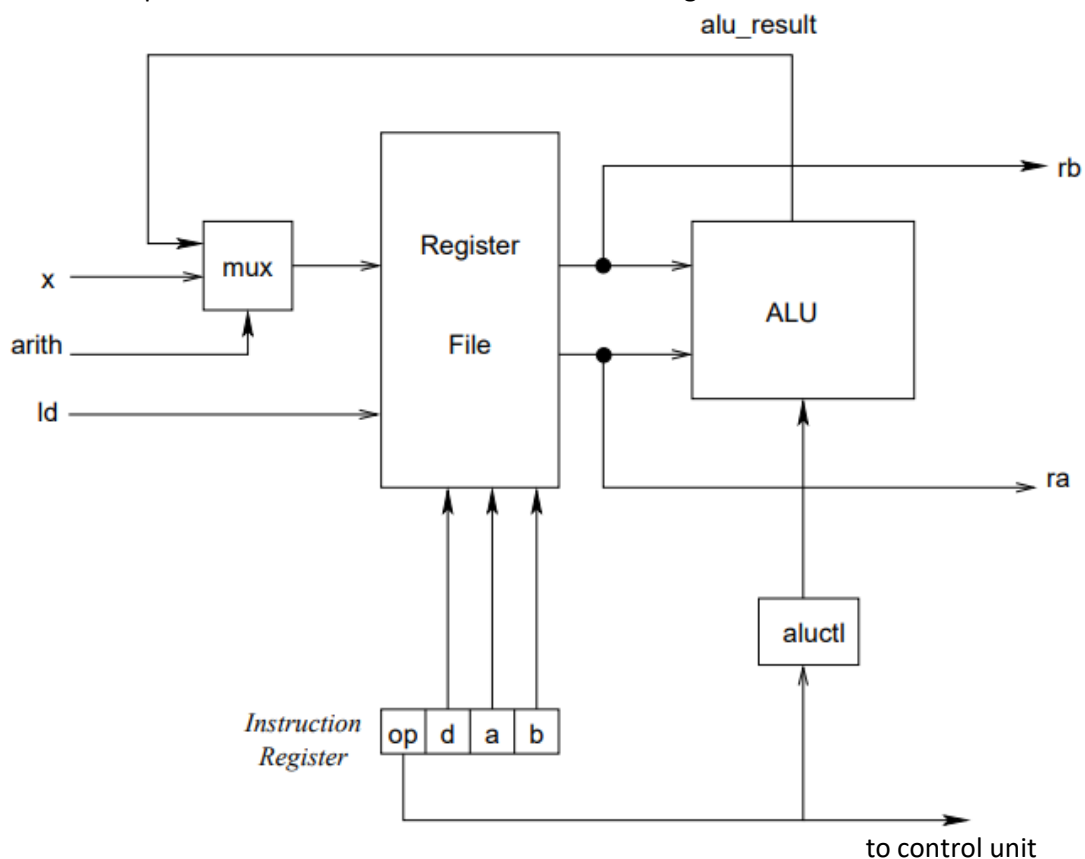 alu_result
rb
Register
mux
x
ALU
arith
File
ld
ra
aluctl
Instruction
Register
op d a b
to control unit